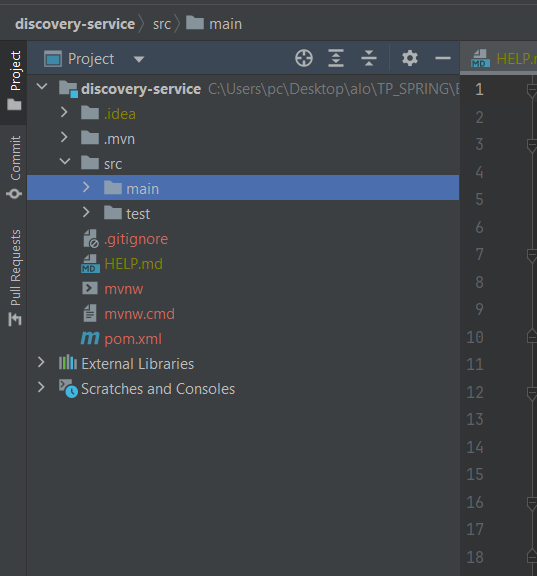 discovery-service src main
Project
HELP.
Project
Commit
Pull Requests
discovery-service C:\Users\pc\Desktop\alo\TP_SPRING\
.idea
.mvn
src
main
test
.gitignore
HELP.md
mvnw
mvnw.cmd
pom.xml
External Libraries
Scratches and Consoles
1
2
3
4
5
6
7
8
9
10
11
12
13
14
15
16
17
18